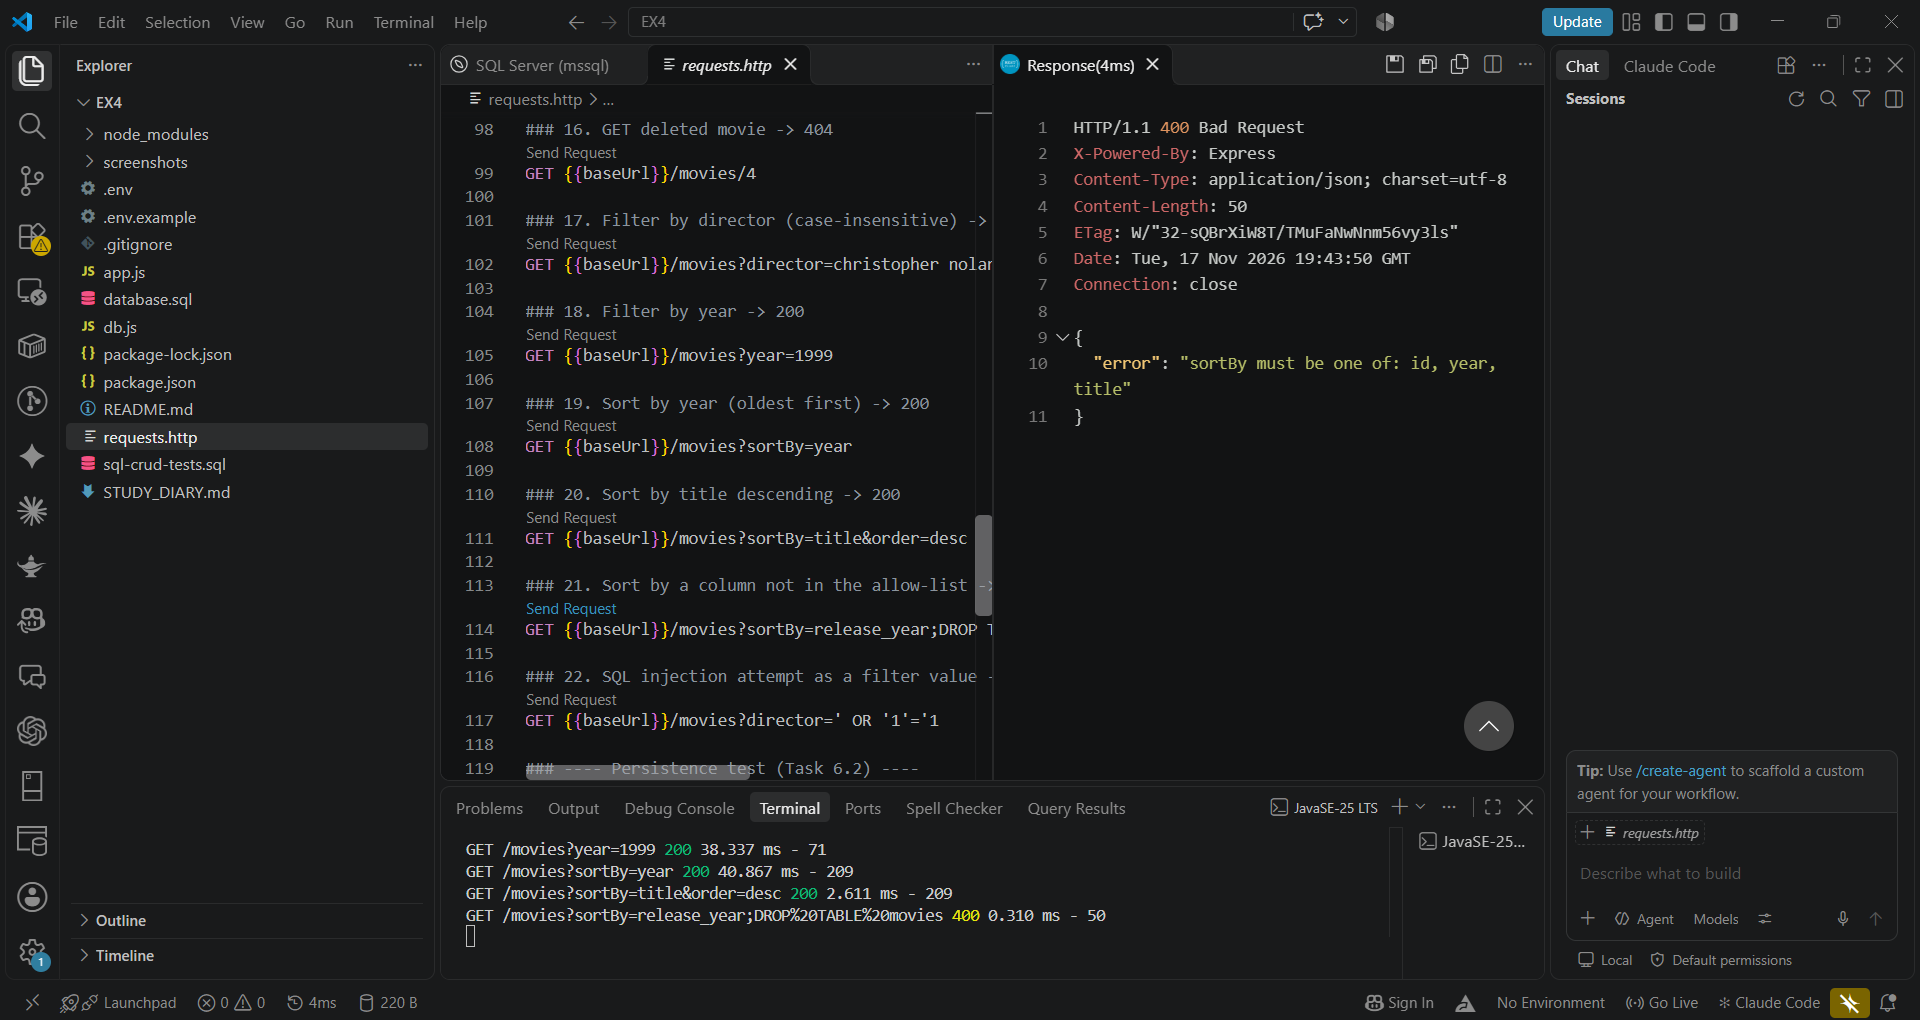 File Edit Selection View Go Run Terminal Help
EX4
Update
Explorer
EX4
node_modules
screenshots
.env
.env.example
.gitignore
JS app.js
database.sql
JS db.js
{} package-lock.json
{} package.json
README.md
requests.http
sql-crud-tests.sql
STUDY_DIARY.md
Outline
Timeline
SQL Server (mssql)
requests.http
requests.http > ...
98 ### 16. GET deleted movie -> 404
Send Request
99 GET {{baseUrl}}/movies/4
100
101 ### 17. Filter by director (case-insensitive) ->
Send Request
102 GET {{baseUrl}}/movies?director=christopher nolan
103
104 ### 18. Filter by year -> 200
Send Request
105 GET {{baseUrl}}/movies?year=1999
106
107 ### 19. Sort by year (oldest first) -> 200
Send Request
108 GET {{baseUrl}}/movies?sortBy=year
109
110 ### 20. Sort by title descending -> 200
Send Request
111 GET {{baseUrl}}/movies?sortBy=title&order=desc
112
113 ### 21. Sort by a column not in the allow-list ->
Send Request
114 GET {{baseUrl}}/movies?sortBy=release_year;DROP T
115
116 ### 22. SQL injection attempt as a filter value -
Send Request
117 GET {{baseUrl}}/movies?director=' OR '1'='1
118
119 ### ---- Persistence test (Task 6.2) ----
Response(4ms)
1 HTTP/1.1 400 Bad Request
2 X-Powered-By: Express
3 Content-Type: application/json; charset=utf-8
4 Content-Length: 50
5 ETag: W/"32-sQBrXiW8T/TMuFaNwNnm56vy3ls"
6 Date: Tue, 17 Nov 2026 19:43:50 GMT
7 Connection: close
8
9 {
10 "error": "sortBy must be one of: id, year,
title"
11 }
Problems Output Debug Console Terminal Ports Spell Checker Query Results
JavaSE-25 LTS
GET /movies?year=1999 200 38.337 ms - 71
GET /movies?sortBy=year 200 40.867 ms - 209
GET /movies?sortBy=title&order=desc 200 2.611 ms - 209
GET /movies?sortBy=release_year;DROP%20TABLE%20movies 400 0.310 ms - 50
JavaSE-25...
Chat Claude Code
Sessions
Tip: Use /create-agent to scaffold a custom
agent for your workflow.
requests.http
Describe what to build
Agent Models
Local Default permissions
1
Launchpad 0 0 4ms 220 B
Sign In No Environment Go Live Claude Code